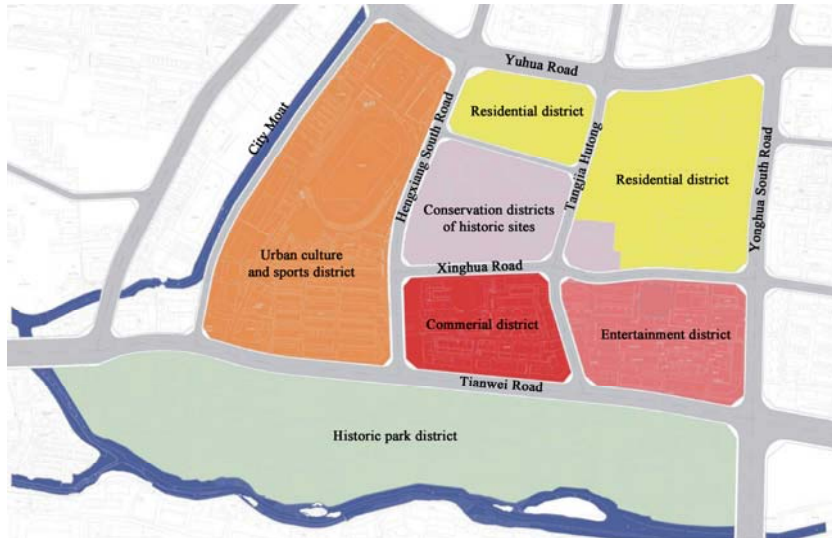 Yuhua Road
Residential district
City Moat
Hengxiang South Road
Tangjia Hutong
Residential district
Yonghua South Road
Conservation districts
of historic sites
Urban culture
and sports district
Xinghua Road
Commerial district
Entertainment district
Tianwei Road
Historic park district